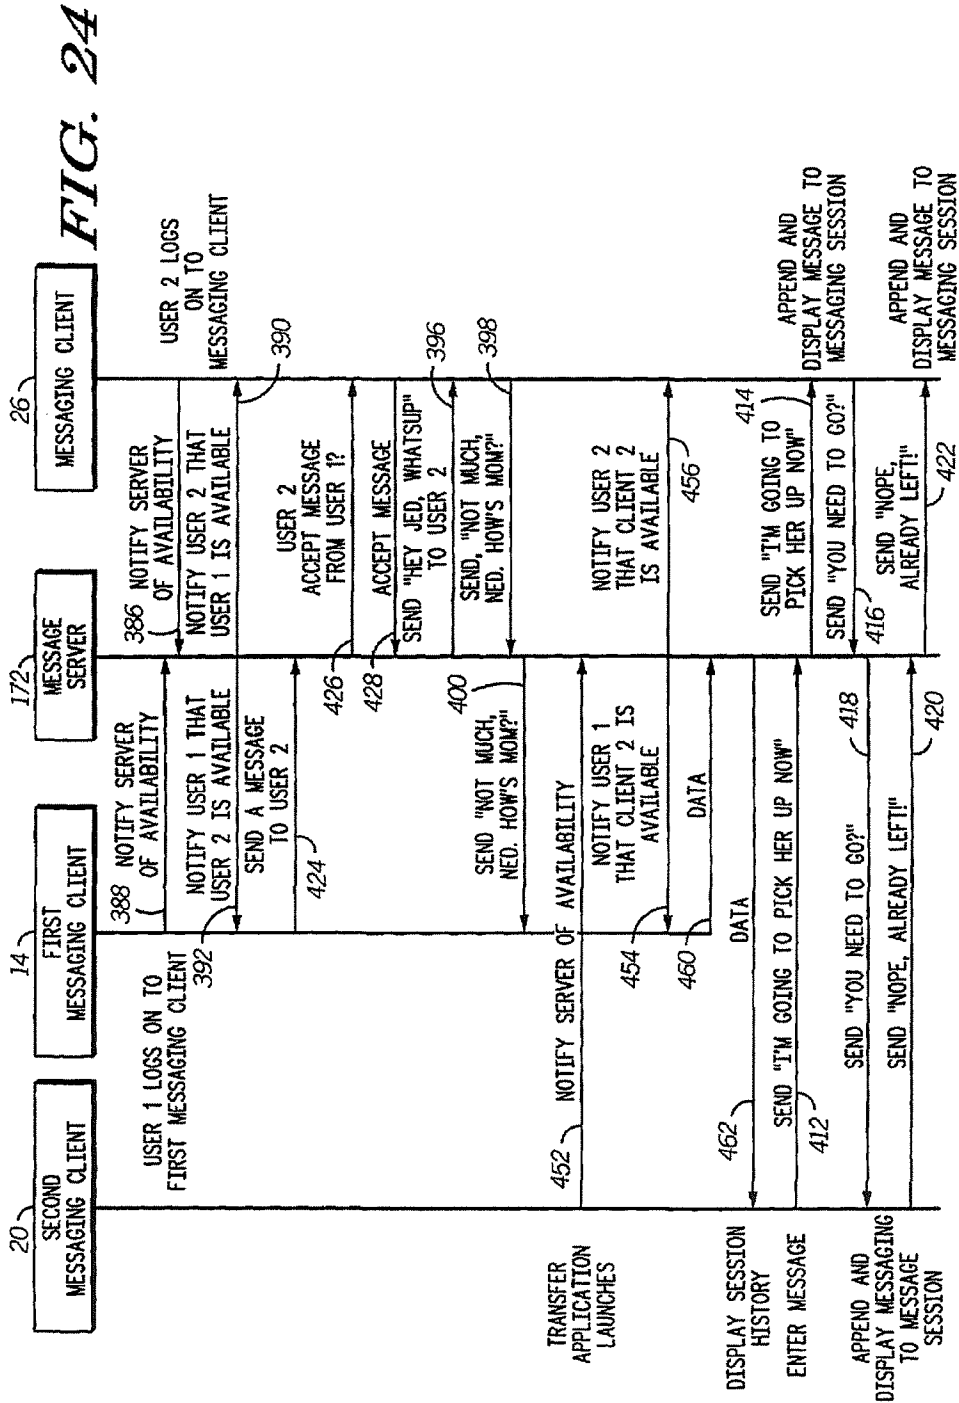 FIG. 24
20
SECOND
MESSAGING CLIENT
14
FIRST
MESSAGING CLIENT
172
MESSAGE
SERVER
26
MESSAGING CLIENT
USER 1 LOGS ON TO
FIRST MESSAGING CLIENT
388 NOTIFY SERVER
OF AVAILABILITY
386 NOTIFY SERVER
OF AVAILABILITY
USER 2 LOGS
ON TO
MESSAGING CLIENT
392
NOTIFY USER 1 THAT
USER 2 IS AVAILABLE
NOTIFY USER 2 THAT
USER 1 IS AVAILABLE
390
SEND A MESSAGE
TO USER 2
424
USER 2
ACCEPT MESSAGE
FROM USER 1?
426
ACCEPT MESSAGE
428
SEND "HEY JED, WHATSUP"
TO USER 2
396
SEND, "NOT MUCH,
NED. HOW'S MOM?"
398
400
SEND "NOT MUCH,
NED. HOW'S MOM?"
TRANSFER
APPLICATION
LAUNCHES
452
NOTIFY SERVER OF AVAILABILITY
NOTIFY USER 1
THAT CLIENT 2 IS
AVAILABLE
454
NOTIFY USER 2
THAT CLIENT 2
IS AVAILABLE
456
460
DATA
DISPLAY SESSION
HISTORY
462
DATA
ENTER MESSAGE
SEND "I'M GOING TO PICK HER UP NOW"
412
SEND "I'M GOING TO
PICK HER UP NOW"
414
APPEND AND
DISPLAY MESSAGE TO
MESSAGING SESSION
SEND "YOU NEED TO GO?"
416
APPEND AND
DISPLAY MESSAGING
TO MESSAGE
SESSION
SEND "YOU NEED TO GO?"
418
SEND "NOPE, ALREADY LEFT!"
420
SEND "NOPE,
ALREADY LEFT!"
422
APPEND AND
DISPLAY MESSAGE TO
MESSAGING SESSION